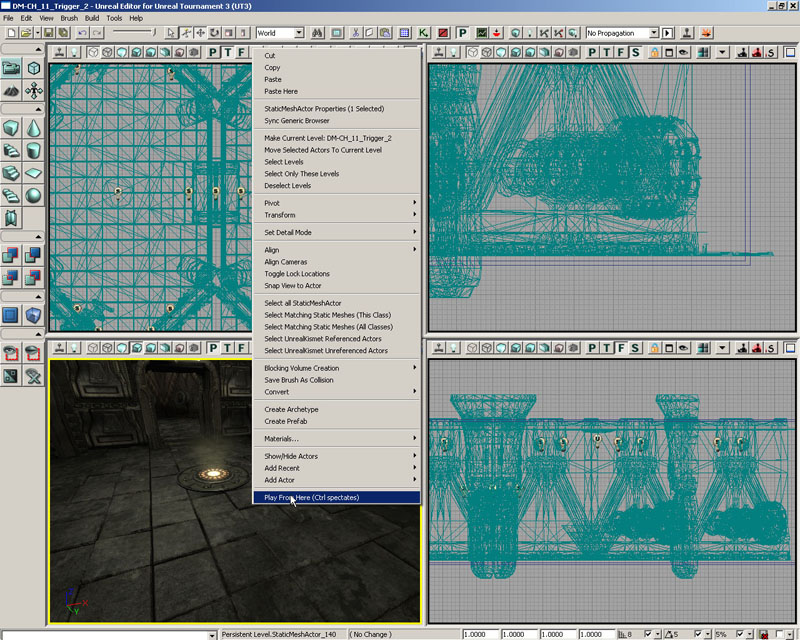 DM-CH_11_Trigger_2 - Unreal Editor for Unreal Tournament 3 (UT3)
File Edit View Brush Build Tools Help
World
P
No Propagation
P T F S
P T F S
S
Cut
Copy
Paste
Paste Here
StaticMeshActor Properties (1 Selected)
Sync Generic Browser
Make Current Level: DM-CH_11_Trigger_2
Move Selected Actors To Current Level
Select Levels
Select Only These Levels
Deselect Levels
Pivot
Transform
Set Detail Mode
Align
Align Cameras
Toggle Lock Locations
Snap View to Actor
Select all StaticMeshActor
Select Matching Static Meshes (This Class)
Select Matching Static Meshes (All Classes)
Select UnrealKismet Referenced Actors
Select UnrealKismet Unreferenced Actors
P T F S
P T F S
S
Blocking Volume Creation
Save Brush As Collision
Convert
Create Archetype
Create Prefab
Materials...
Show/Hide Actors
Add Recent
Add Actor
Play From Here (Ctrl spectates)
Z
X
Y
Persistent Level.StaticMeshActor_140 (No Change) 1.0000 1.0000 1.0000 1.0000 8 5 5%